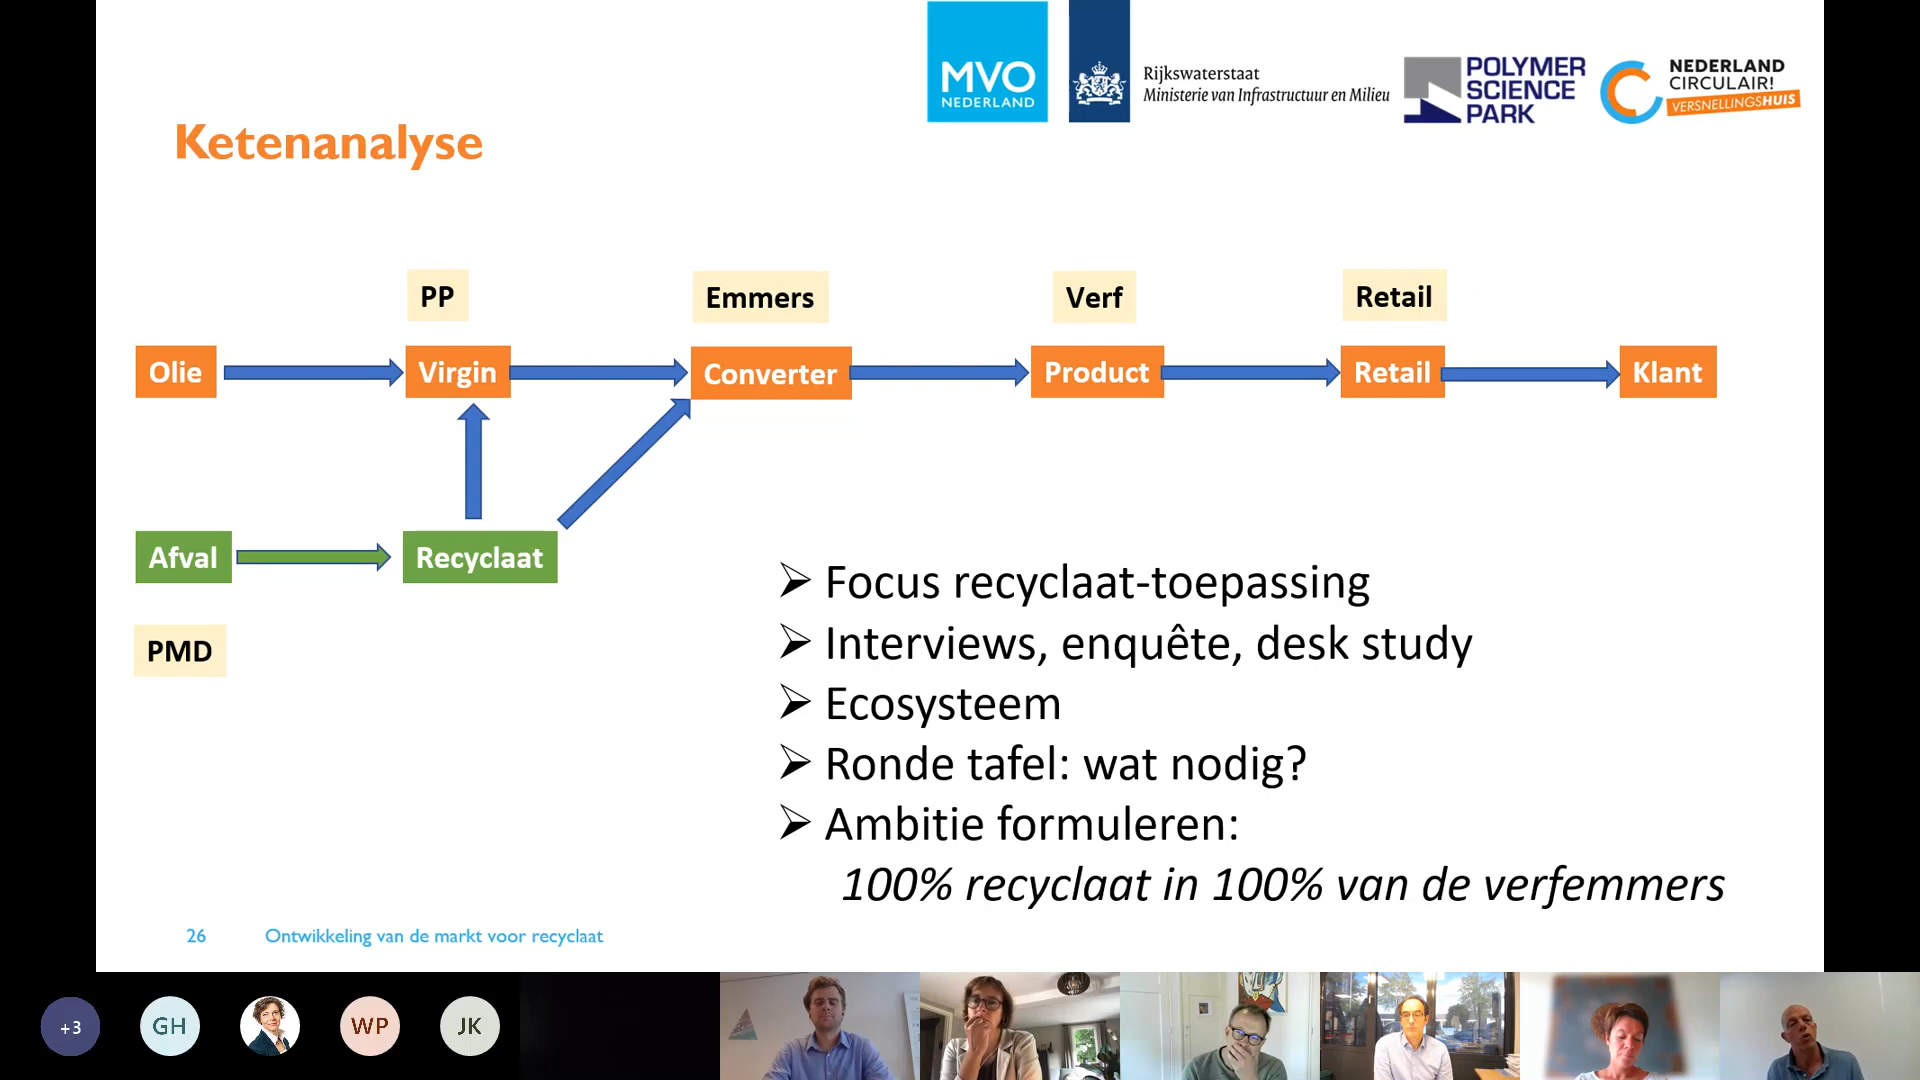 MVO
NEDERLAND
Rijkswaterstaat
Ministerie van Infrastructuur en Milieu
POLYMER
SCIENCE
PARK
NEDERLAND
CIRCULAIR!
VERSNELLINGSHUIS
Ketenanalyse
PP
Emmers
Verf
Retail
Olie
Virgin
Converter
Product
Retail
Klant
Afval
Recyclaat
PMD
➢ Focus recyclaat-toepassing
➢ Interviews, enquête, desk study
➢ Ecosysteem
➢ Ronde tafel: wat nodig?
➢ Ambitie formuleren:
100% recyclaat in 100% van de verfemmers
26 Ontwikkeling van de markt voor recyclaat
+3
GH
WP
JK